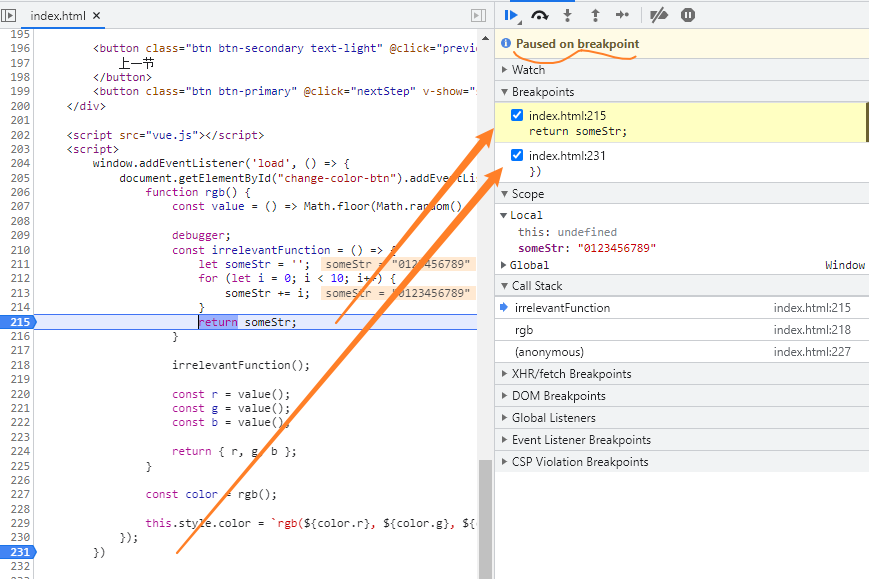 index.html ×
195
196 <button class="btn btn-secondary text-light" @click="previ
197 上一节
198 </button>
199 <button class="btn btn-primary" @click="nextStep" v-show="
200 </div>
201
202 <script src="vue.js"></script>
203 <script>
204 window.addEventListener('load', () => {
205 document.getElementById("change-color-btn").addEventLis
206 function rgb() {
207 const value = () => Math.floor(Math.random()
208
209 debugger;
210 const irrelevantFunction = () => {
211 let someStr = ''; someStr = "0123456789"
212 for (let i = 0; i < 10; i++) {
213 someStr += i; someStr = "0123456789"
214 }
215 return someStr;
216 }
217
218 irrelevantFunction();
219
220 const r = value();
221 const g = value();
222 const b = value();
223
224 return { r, g, b };
225 }
226
227 const color = rgb();
228
229 this.style.color = `rgb(${color.r}, ${color.g}, ${
230 });
231 })
232
Paused on breakpoint
Watch
Breakpoints
index.html:215
return someStr;
index.html:231
})
Scope
Local
this: undefined
someStr: "0123456789"
Global Window
Call Stack
irrelevantFunction index.html:215
rgb index.html:218
(anonymous) index.html:227
XHR/fetch Breakpoints
DOM Breakpoints
Global Listeners
Event Listener Breakpoints
CSP Violation Breakpoints